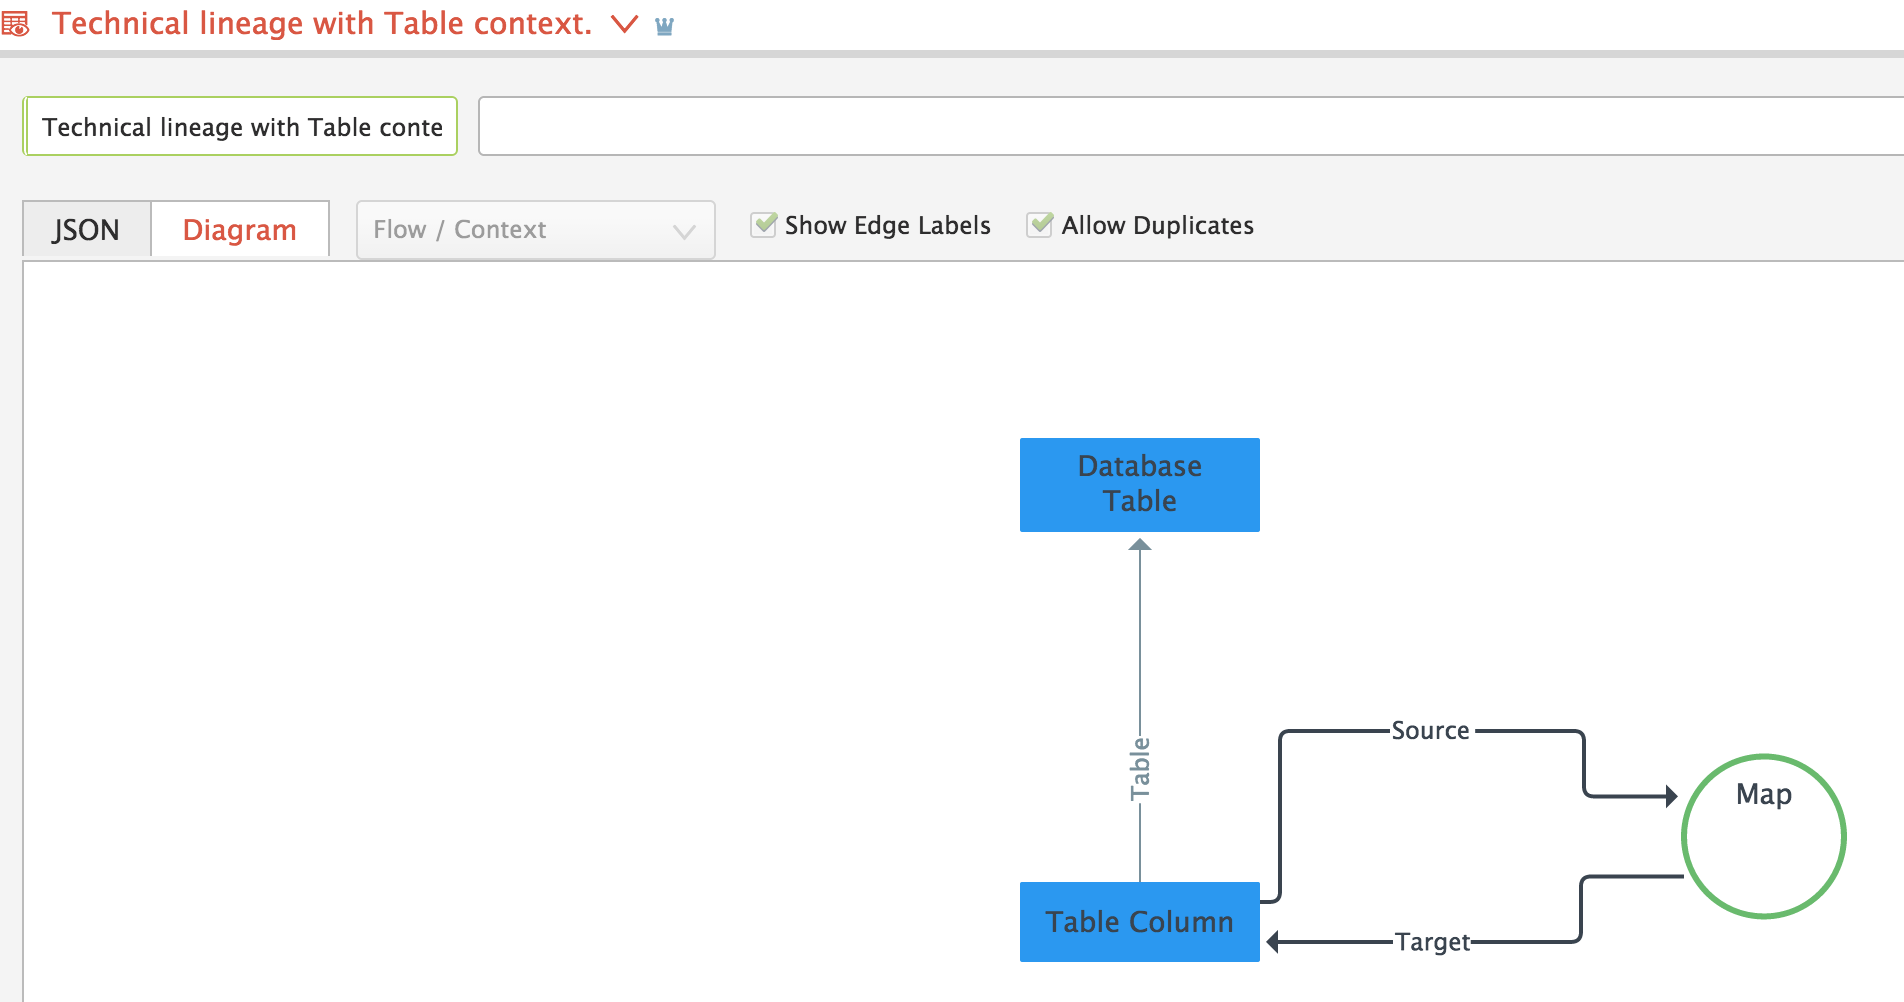 Technical lineage with Table context.
Technical lineage with Table conte
JSON
Diagram
Flow / Context
Show Edge Labels
Allow Duplicates
Database
Table
Table
Source
Map
Table Column
Target